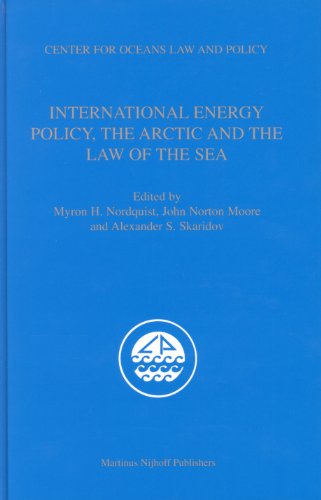 CENTER FOR OCEANS LAW AND POLICY
INTERNATIONAL ENERGY
POLICY, THE ARCTIC AND THE
LAW OF THE SEA
Edited by
Myron H. Nordquist, John Norton Moore
and Alexander S. Skaridov
Martinus Nijhoff Publishers